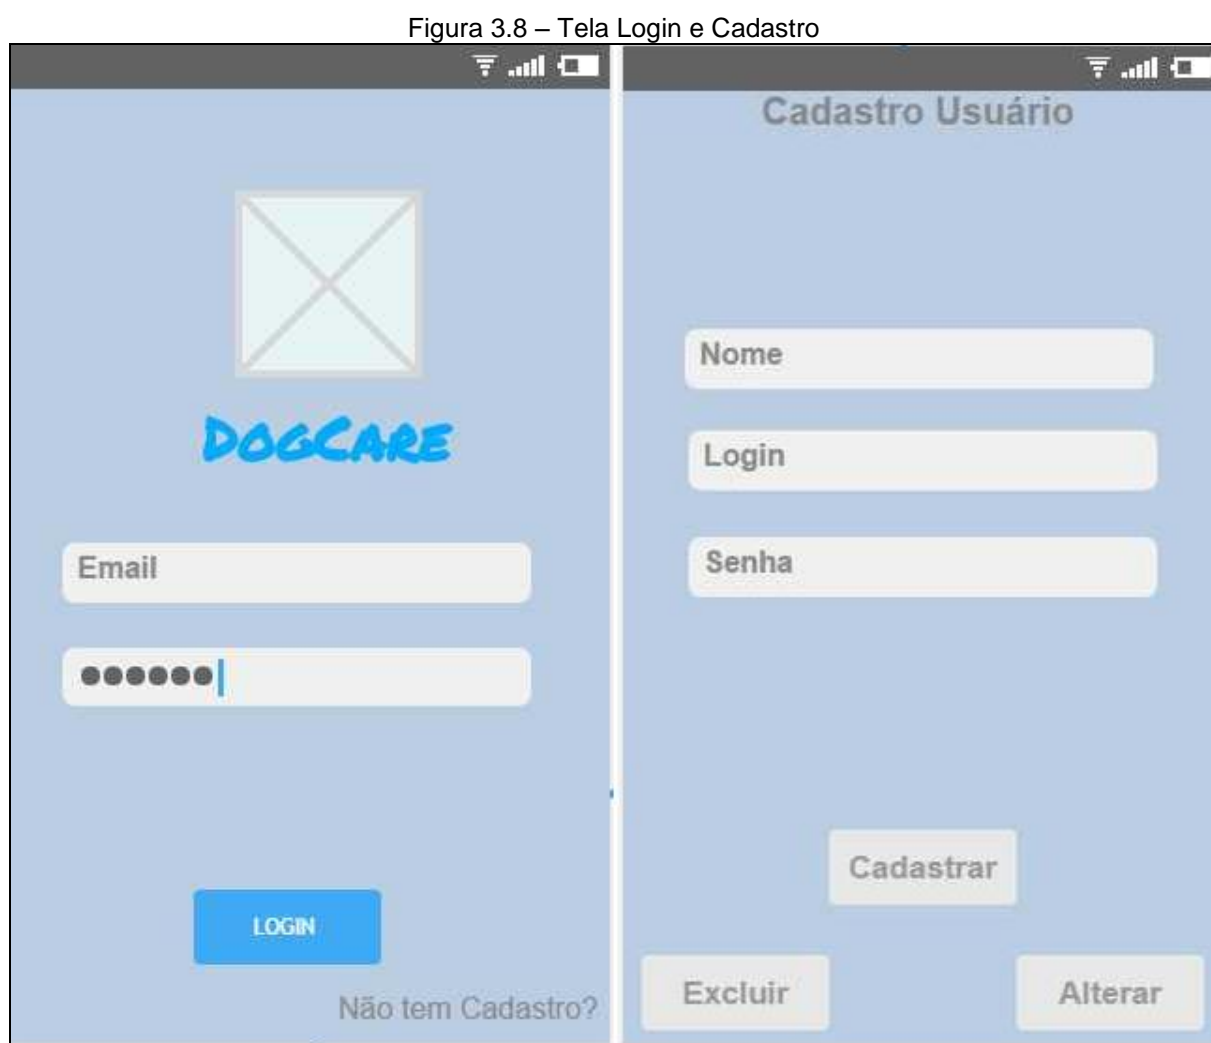 Figura 3.8 – Tela Login e Cadastro
DOGCARE
Email
LOGIN
Não tem Cadastro?
Cadastro Usuário
Nome
Login
Senha
Cadastrar
Excluir
Alterar